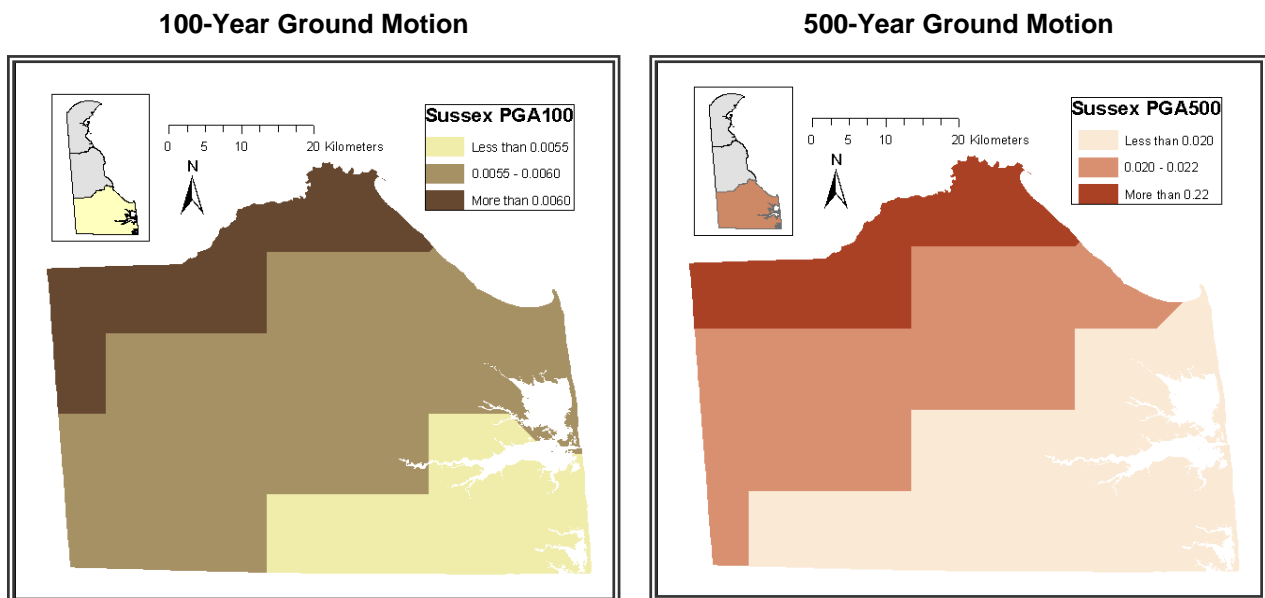 100-Year Ground Motion
Sussex PGA100
Less than 0.0055
0.0055 - 0.0060
More than 0.0060
0 5 10 20 Kilometers
N
500-Year Ground Motion
Sussex PGA500
Less than 0.020
0.020 - 0.022
More than 0.22
0 5 10 20 Kilometers
N